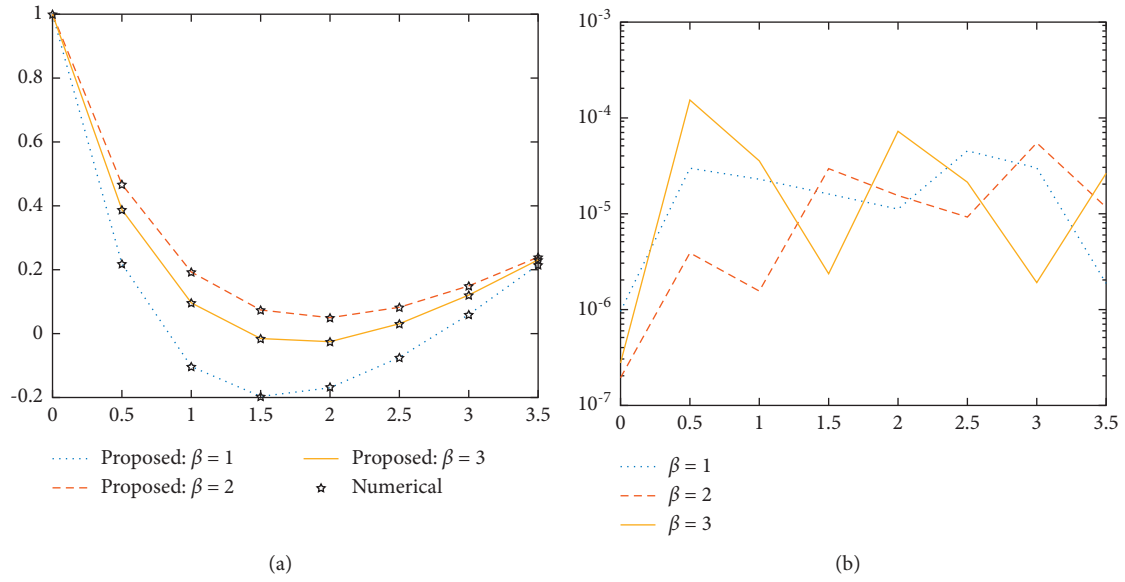 1
0.8
0.6
0.4
0.2
0
-0.2
0 0.5 1 1.5 2 2.5 3 3.5
Proposed: β = 1
Proposed: β = 2
Proposed: β = 3
Numerical
(a)
10⁻³
10⁻⁴
10⁻⁵
10⁻⁶
10⁻⁷
0 0.5 1 1.5 2 2.5 3 3.5
β = 1
β = 2
β = 3
(b)